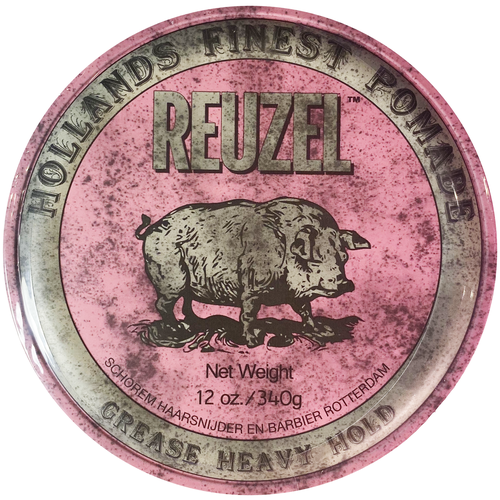 HOLLANDS FINEST POMADE
REUZEL™
Net Weight
12 oz./340g
SCHOREM HAARSNIJDER EN BARBIER ROTTERDAM
GREASE HEAVY HOLD